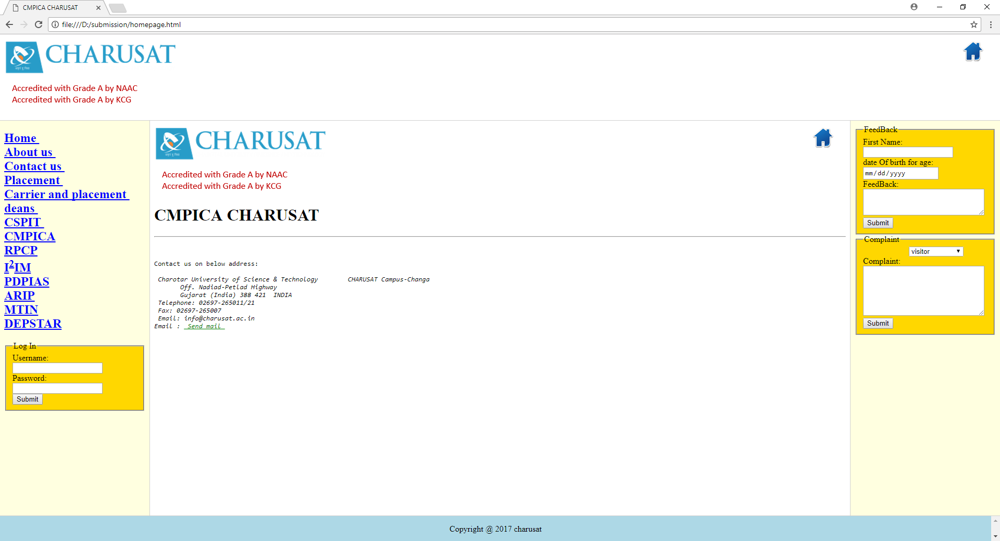 CMPICA CHARUSAT
file:///D:/submission/homepage.html
CHARUSAT
Accredited with Grade A by NAAC
Accredited with Grade A by KCG
Home
About us
Contact us
Placement
Carrier and placement
deans
CSPIT
CMPICA
RPCP
I²IM
PDPIAS
ARIP
MTIN
DEPSTAR
Log In
Username:
Password:
Submit
CHARUSAT
Accredited with Grade A by NAAC
Accredited with Grade A by KCG
CMPICA CHARUSAT
Contact us on below address:
Charotar University of Science & Technology CHARUSAT Campus-Changa
Off. Nadiad-Petlad Highway
Gujarat (India) 388 421 INDIA
Telephone: 02697-265011/21
Fax: 02697-265007
Email: info@charusat.ac.in
Email : Send mail
FeedBack
First Name:
date Of birth for age:
mm/dd/yyyy
FeedBack:
Submit
Complaint
visitor
Complaint:
Submit
Copyright @ 2017 charusat